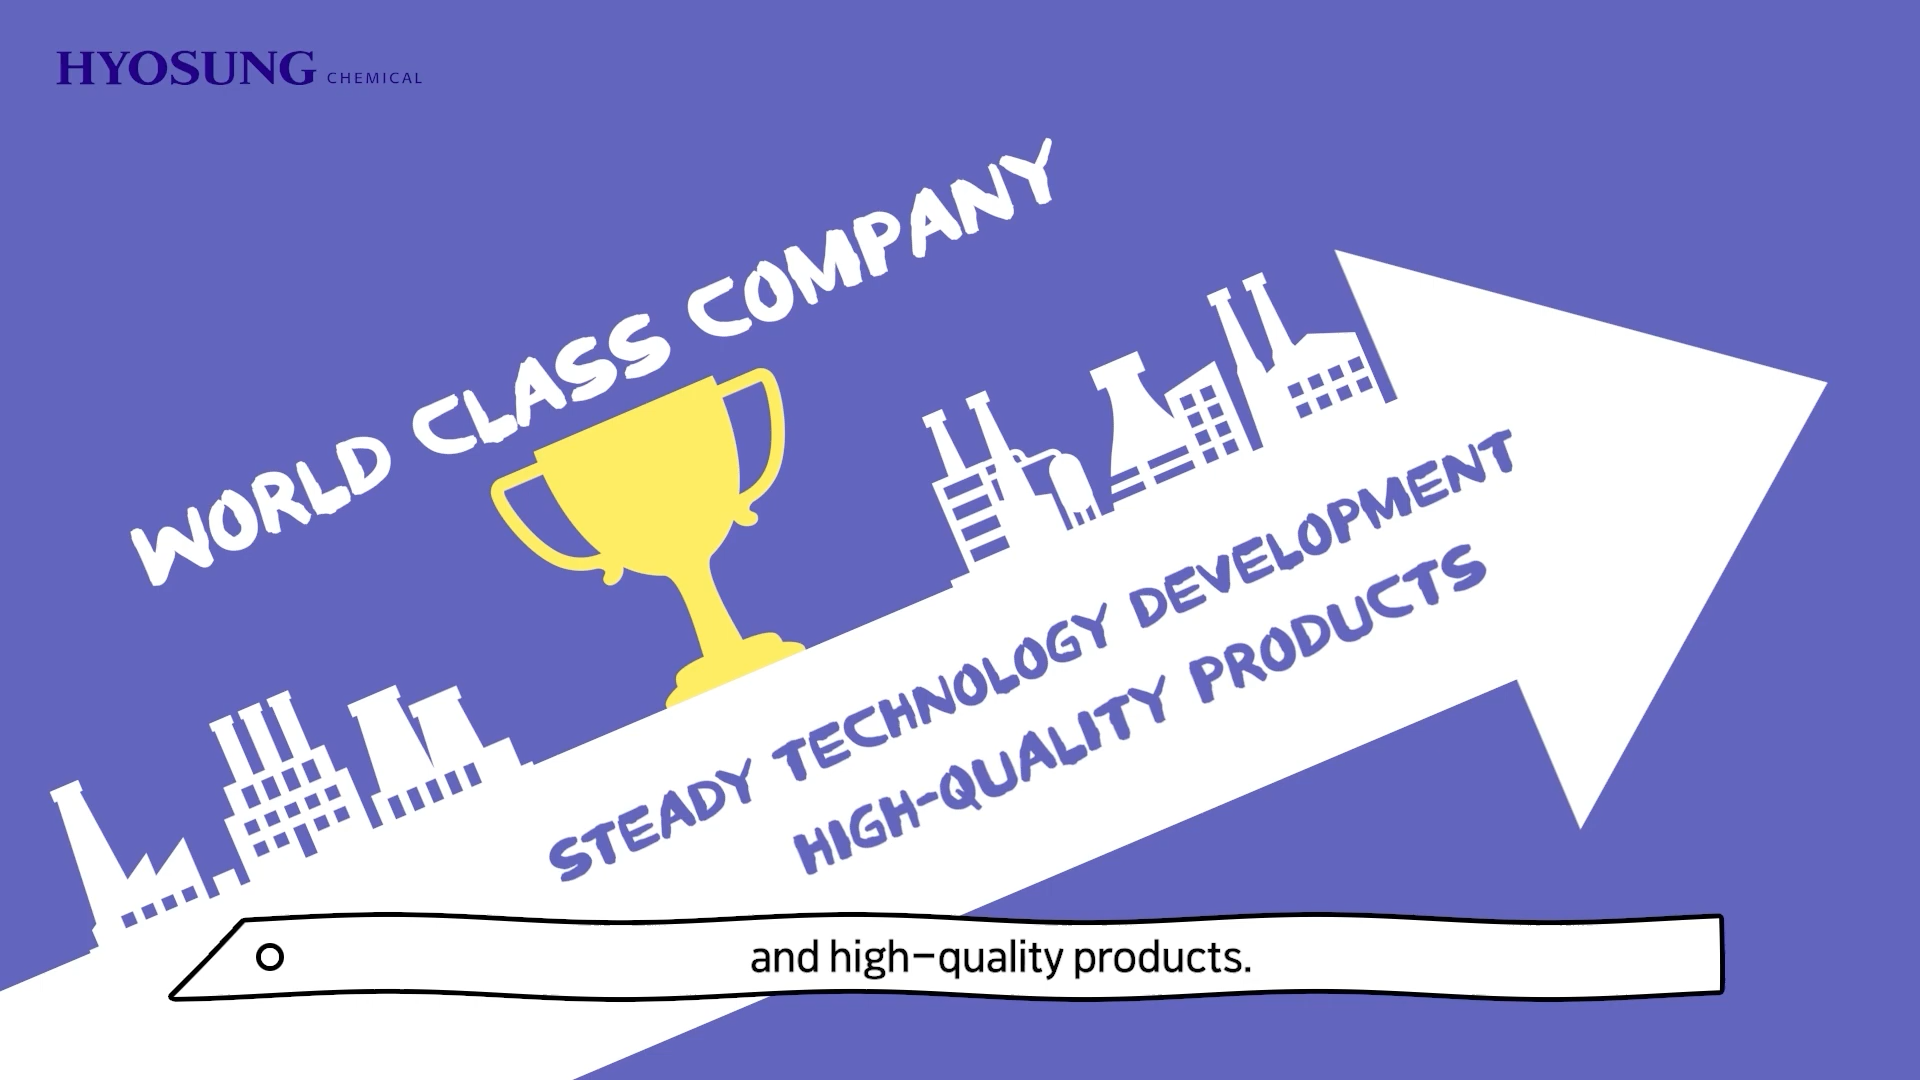 HYOSUNG CHEMICAL
WORLD CLASS COMPANY
STEADY TECHNOLOGY DEVELOPMENT
HIGH-QUALITY PRODUCTS
and high-quality products.